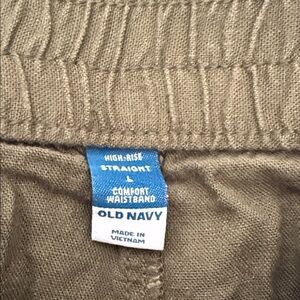 HIGH-RISE
STRAIGHT
L
COMFORT
WAISTBAND
OLD NAVY
MADE IN
VIETNAM